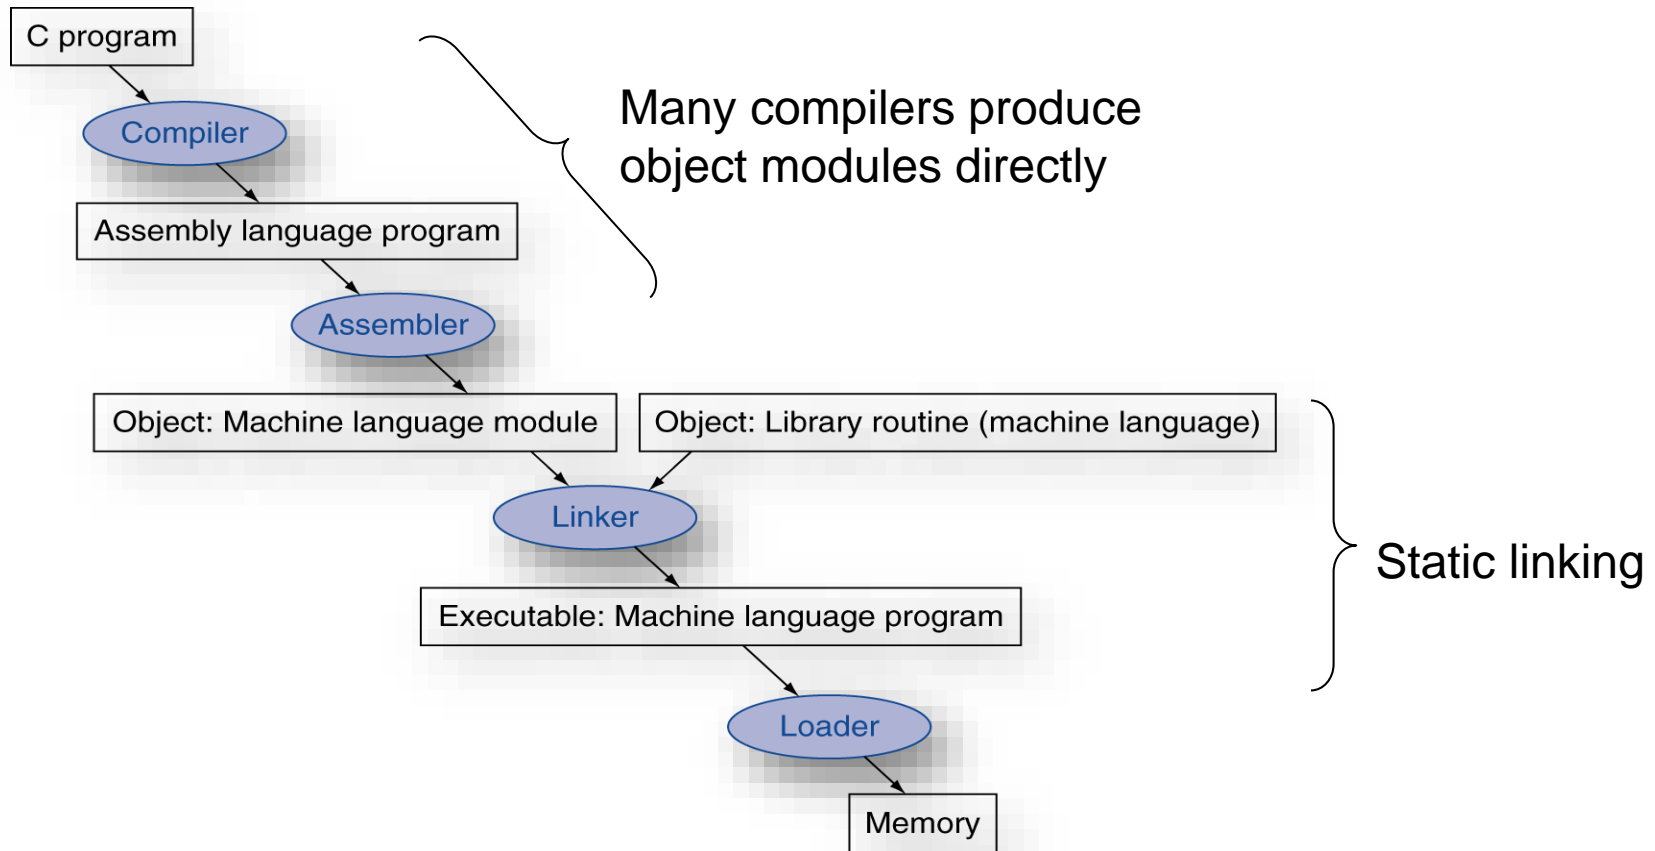 C program
Many compilers produce
object modules directly
Compiler
Assembly language program
Assembler
Object: Machine language module
Object: Library routine (machine language)
Linker
Static linking
Executable: Machine language program
Loader
Memory